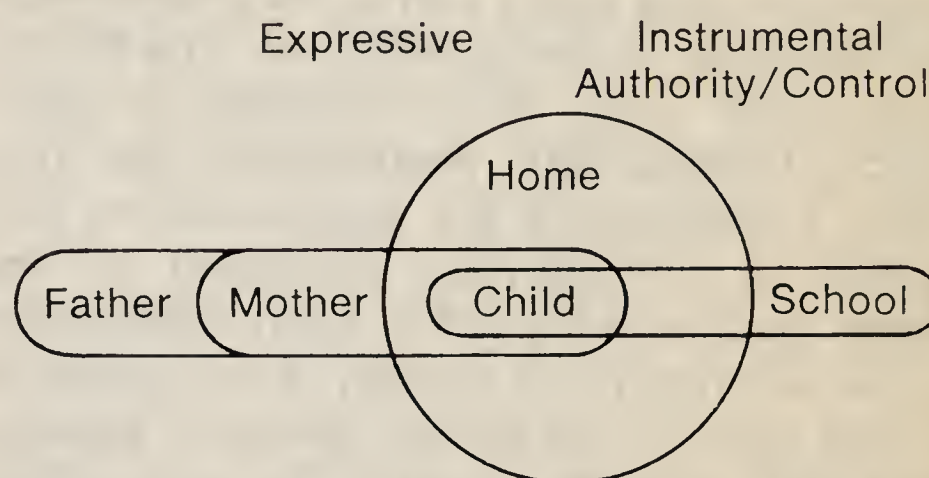 Expressive
Instrumental
Authority/Control
Home
Father
Mother
Child
School